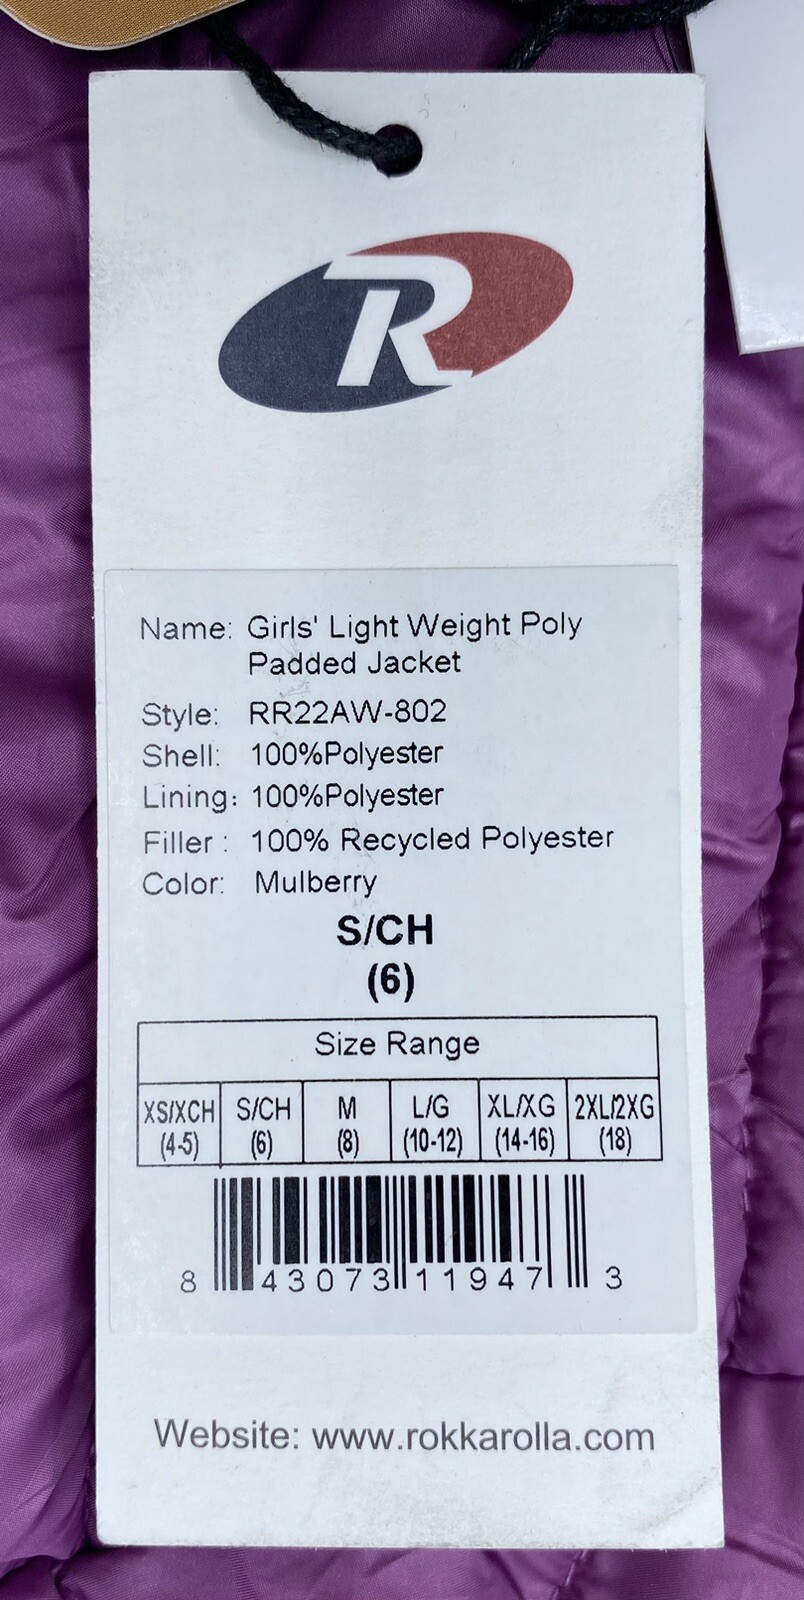 R
Name: Girls' Light Weight Poly
Padded Jacket
Style: RR22AW-802
Shell: 100%Polyester
Lining: 100%Polyester
Filler : 100% Recycled Polyester
Color: Mulberry
S/CH
(6)
Size Range
XS/XCH S/CH M L/G XL/XG 2XL/2XG
(4-5) (6) (8) (10-12) (14-16) (18)
8 43073 11947 3
Website: www.rokkarolla.com